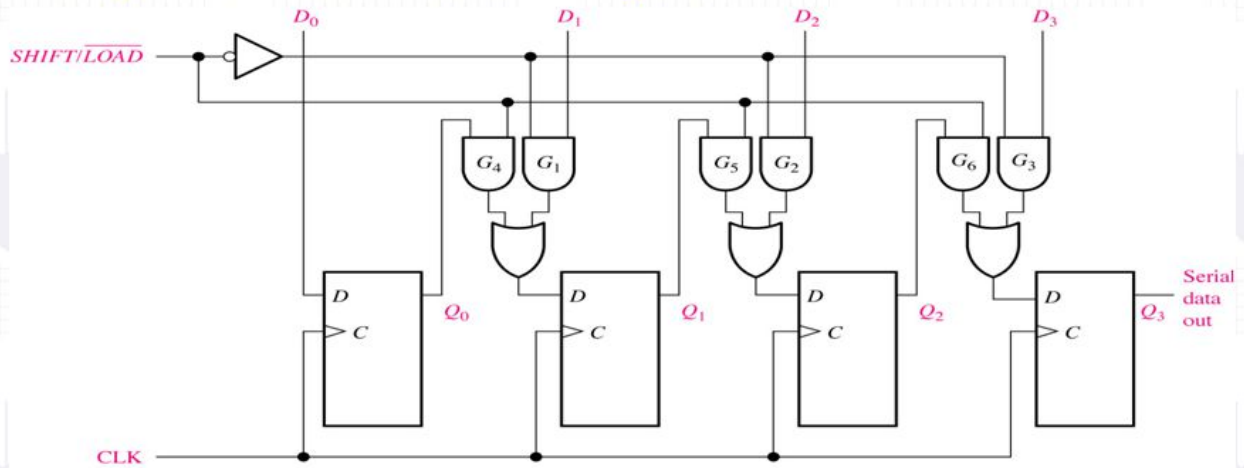 D₀ D₁ D₂ D₃
SHIFT/L̅O̅A̅D̅
G₄ G₁ G₅ G₂ G₆ G₃
D D D D
Q₀ Q₁ Q₂ Q₃
C C C C
Serial
data
out
CLK